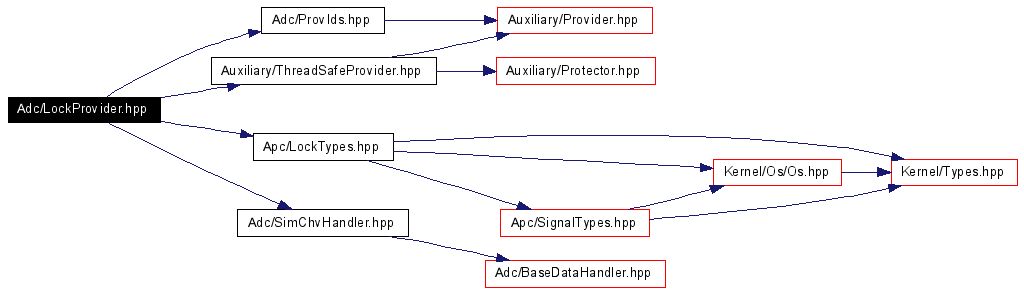 Adc/ProvIds.hpp
Auxiliary/Provider.hpp
Auxiliary/ThreadSafeProvider.hpp
Auxiliary/Protector.hpp
Adc/LockProvider.hpp
Apc/LockTypes.hpp
Kernel/Os/Os.hpp
Kernel/Types.hpp
Adc/SimChvHandler.hpp
Apc/SignalTypes.hpp
Adc/BaseDataHandler.hpp